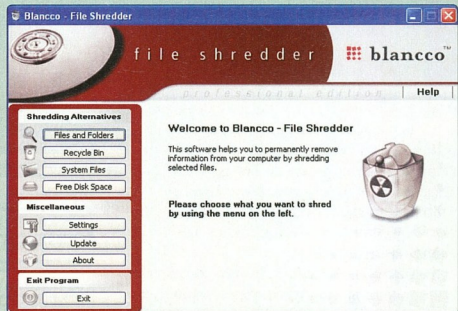 Blancco - File Shredder
file shredder
blancco™
professional edition
Help
Shredding Alternatives
Files and Folders
Recycle Bin
System Files
Free Disk Space
Miscellaneous
Settings
Update
About
Exit Program
Exit
Welcome to Blancco - File Shredder
This software helps you to permanently remove
information from your computer by shredding
selected files.
Please choose what you want to shred
by using the menu on the left.